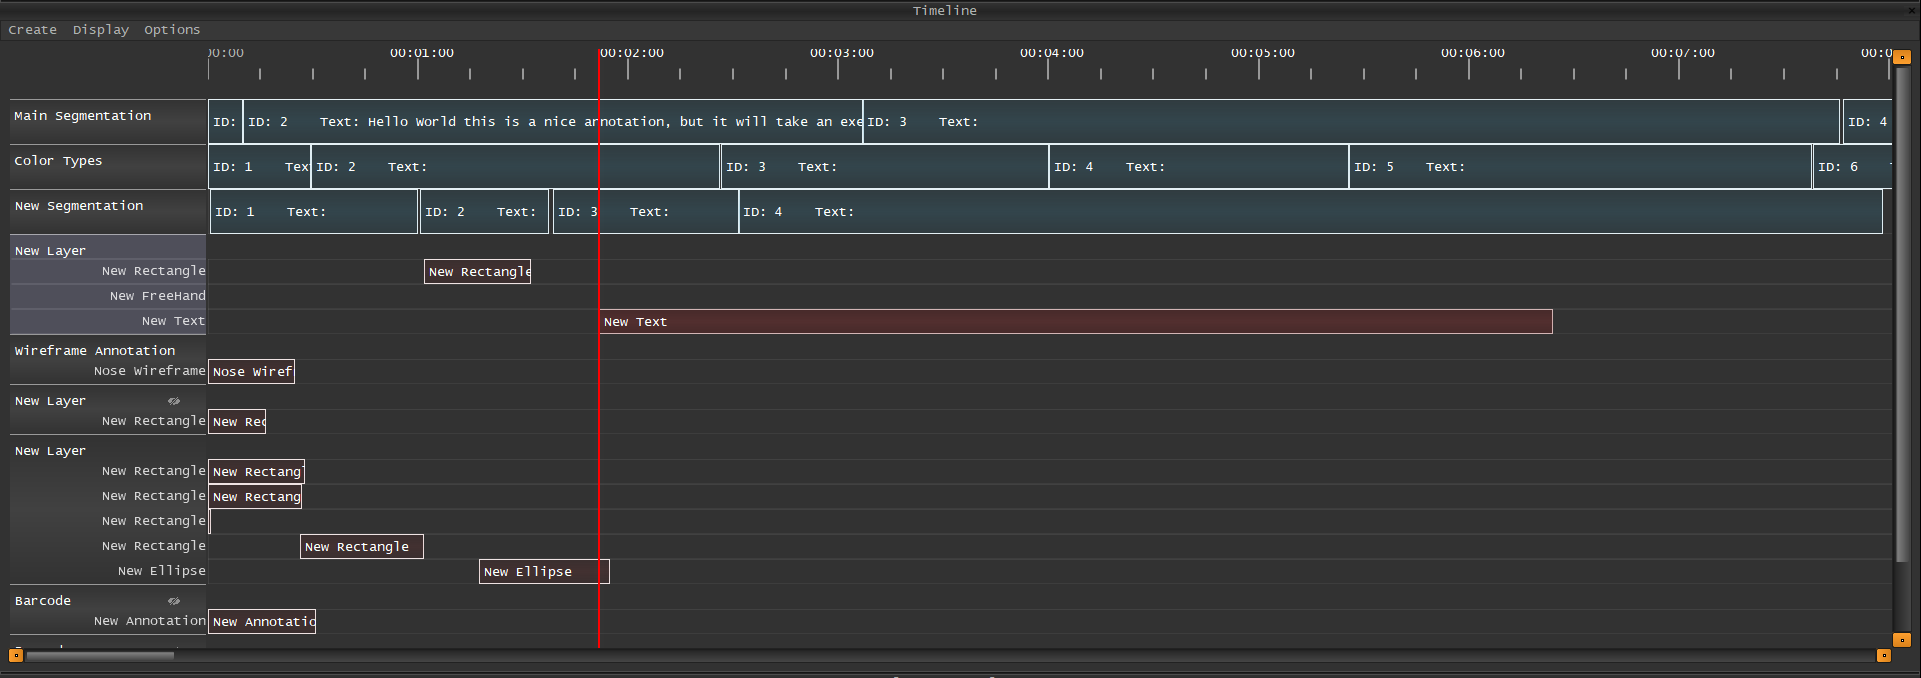 Timeline
Create Display Options
00:00 00:01:00 00:02:00 00:03:00 00:04:00 00:05:00 00:06:00 00:07:00 00:0
Main Segmentation ID: ID: 2 Text: Hello World this is a nice annotation, but it will take an exe ID: 3 Text: ID: 4
Color Types ID: 1 Text ID: 2 Text: ID: 3 Text: ID: 4 Text: ID: 5 Text: ID: 6
New Segmentation ID: 1 Text: ID: 2 Text: ID: 3 Text: ID: 4 Text:
New Layer
New Rectangle New Rectangle
New FreeHand
New Text New Text
Wireframe Annotation
Nose Wireframe Nose Wiref
New Layer
New Rectangle New Rec
New Layer
New Rectangle New Rectang
New Rectangle New Rectang
New Rectangle
New Rectangle New Rectangle
New Ellipse New Ellipse
Barcode
New Annotation New Annotatio